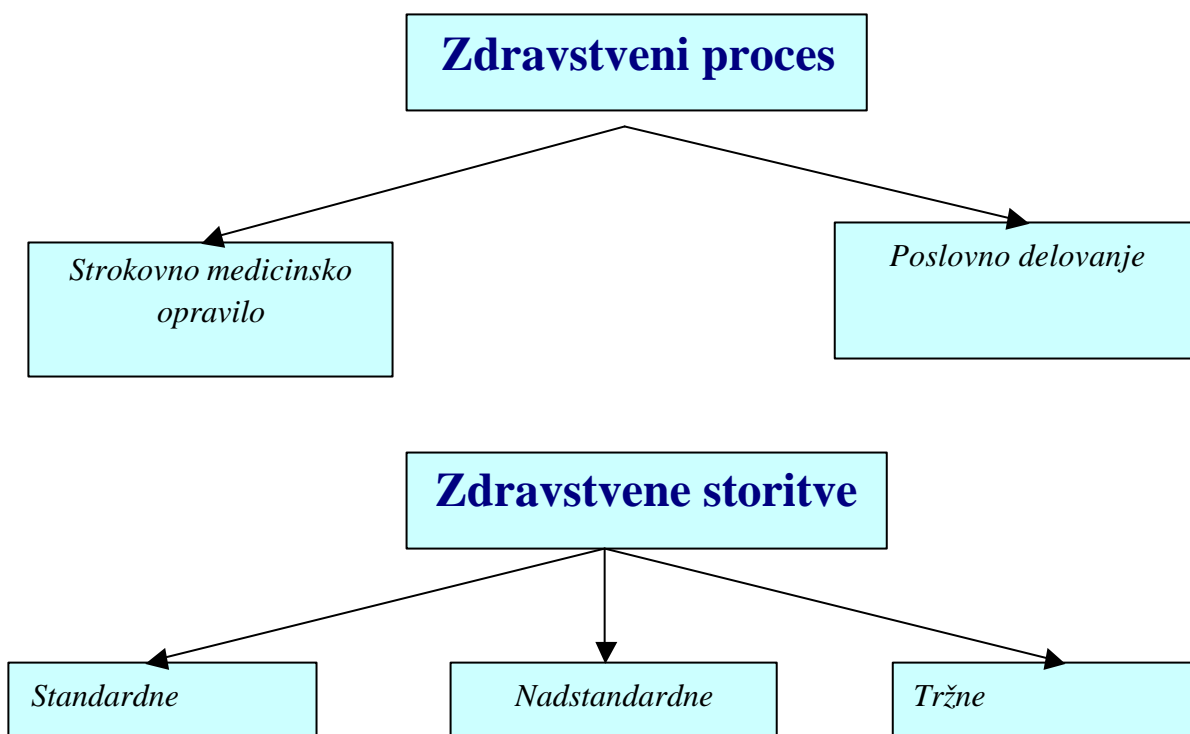 Zdravstveni proces
Strokovno medicinsko
opravilo
Poslovno delovanje
Zdravstvene storitve
Standardne
Nadstandardne
Tržne